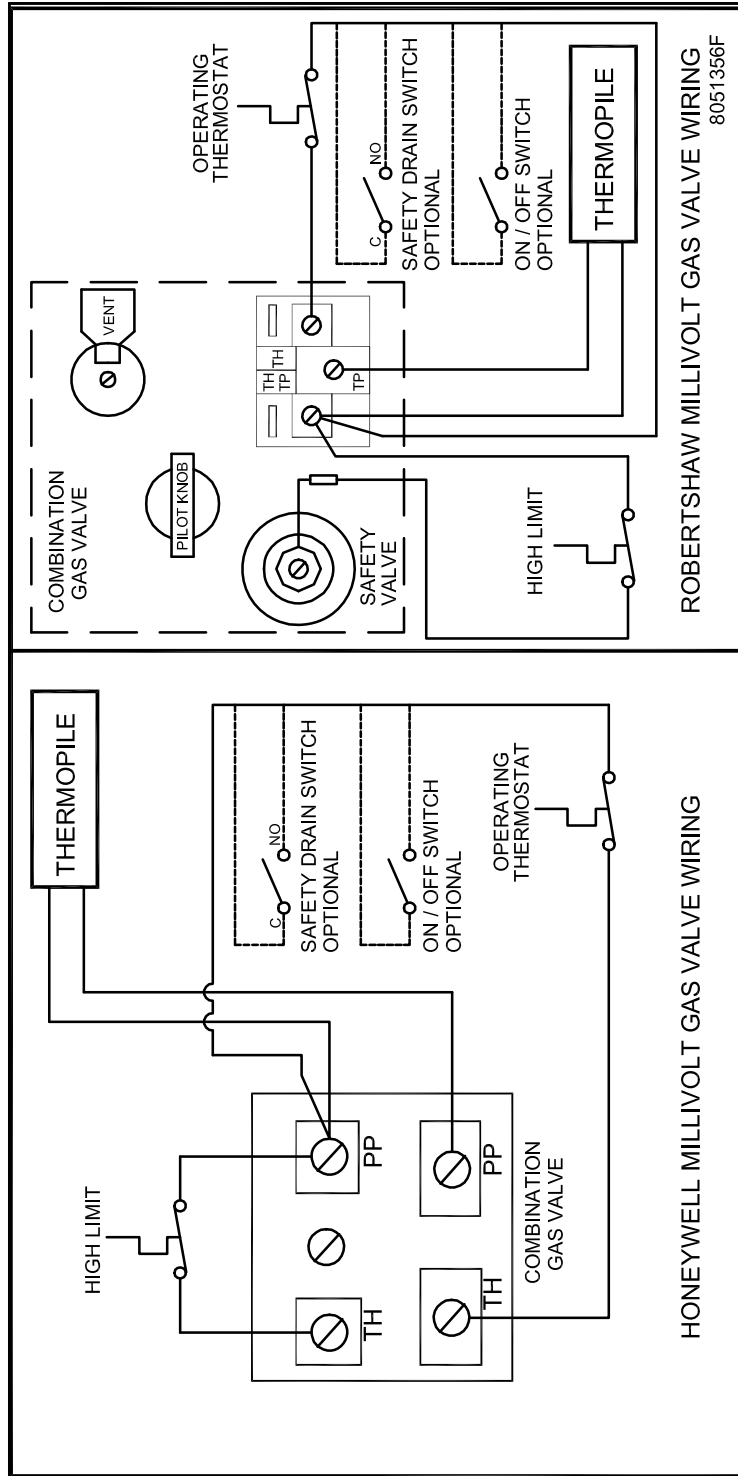 THERMOPILE
HIGH LIMIT
C
NO
SAFETY DRAIN SWITCH
OPTIONAL
PP
TH
PP
TH
ON / OFF SWITCH
OPTIONAL
COMBINATION
GAS VALVE
OPERATING
THERMOSTAT
HONEYWELL MILLIVOLT GAS VALVE WIRING
COMBINATION
GAS VALVE
VENT
PILOT KNOB
OPERATING
THERMOSTAT
SAFETY
VALVE
TH
TP
TH
TP
C
NO
SAFETY DRAIN SWITCH
OPTIONAL
ON / OFF SWITCH
OPTIONAL
HIGH LIMIT
THERMOPILE
ROBERTSHAW MILLIVOLT GAS VALVE WIRING
8051356F